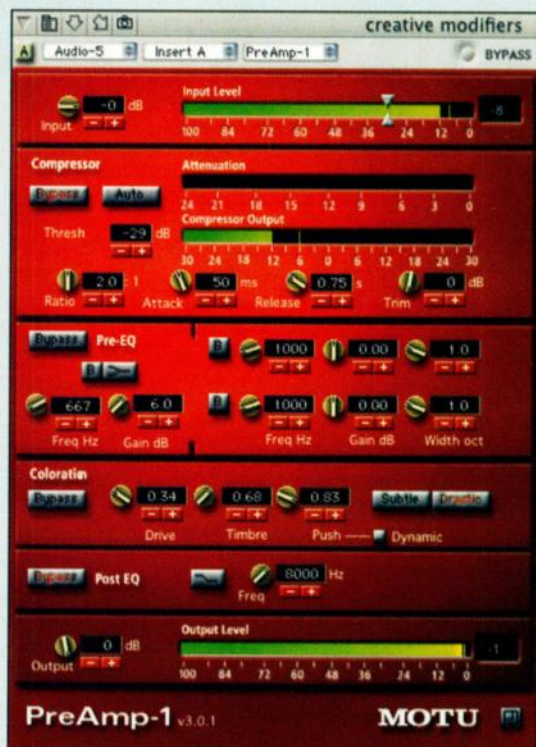 creative modifiers
A Audio-5 Insert A PreAmp-1 BYPASS
Input Level
-0 dB -8
Input - +
100 84 72 60 48 36 24 12 0
Compressor Attenuation
Bypass Auto
24 21 18 15 12 9 6 3 0
Compressor Output
Thresh -29 dB
- +
30 24 18 12 6 0 6 12 18 24 30
2.0 : 1 50 ms 0.75 s 0 dB
Ratio - + Attack - + Release - + Trim - +
Bypass Pre-EQ B 1000 0.00 1.0
- + - + - +
B
667 6.0 B 1000 0.00 1.0
- + - + - + - + - +
Freq Hz Gain dB Freq Hz Gain dB Width oct
Coloration
Bypass 0.34 0.68 0.83 Subtle Drastic
- + - + - +
Drive Timbre Push Dynamic
Bypass Post EQ 8000 Hz
Freq - +
Output Level
0 dB -1
Output - +
100 84 72 60 48 36 24 12 0
PreAmp-1 v3.0.1 MOTU